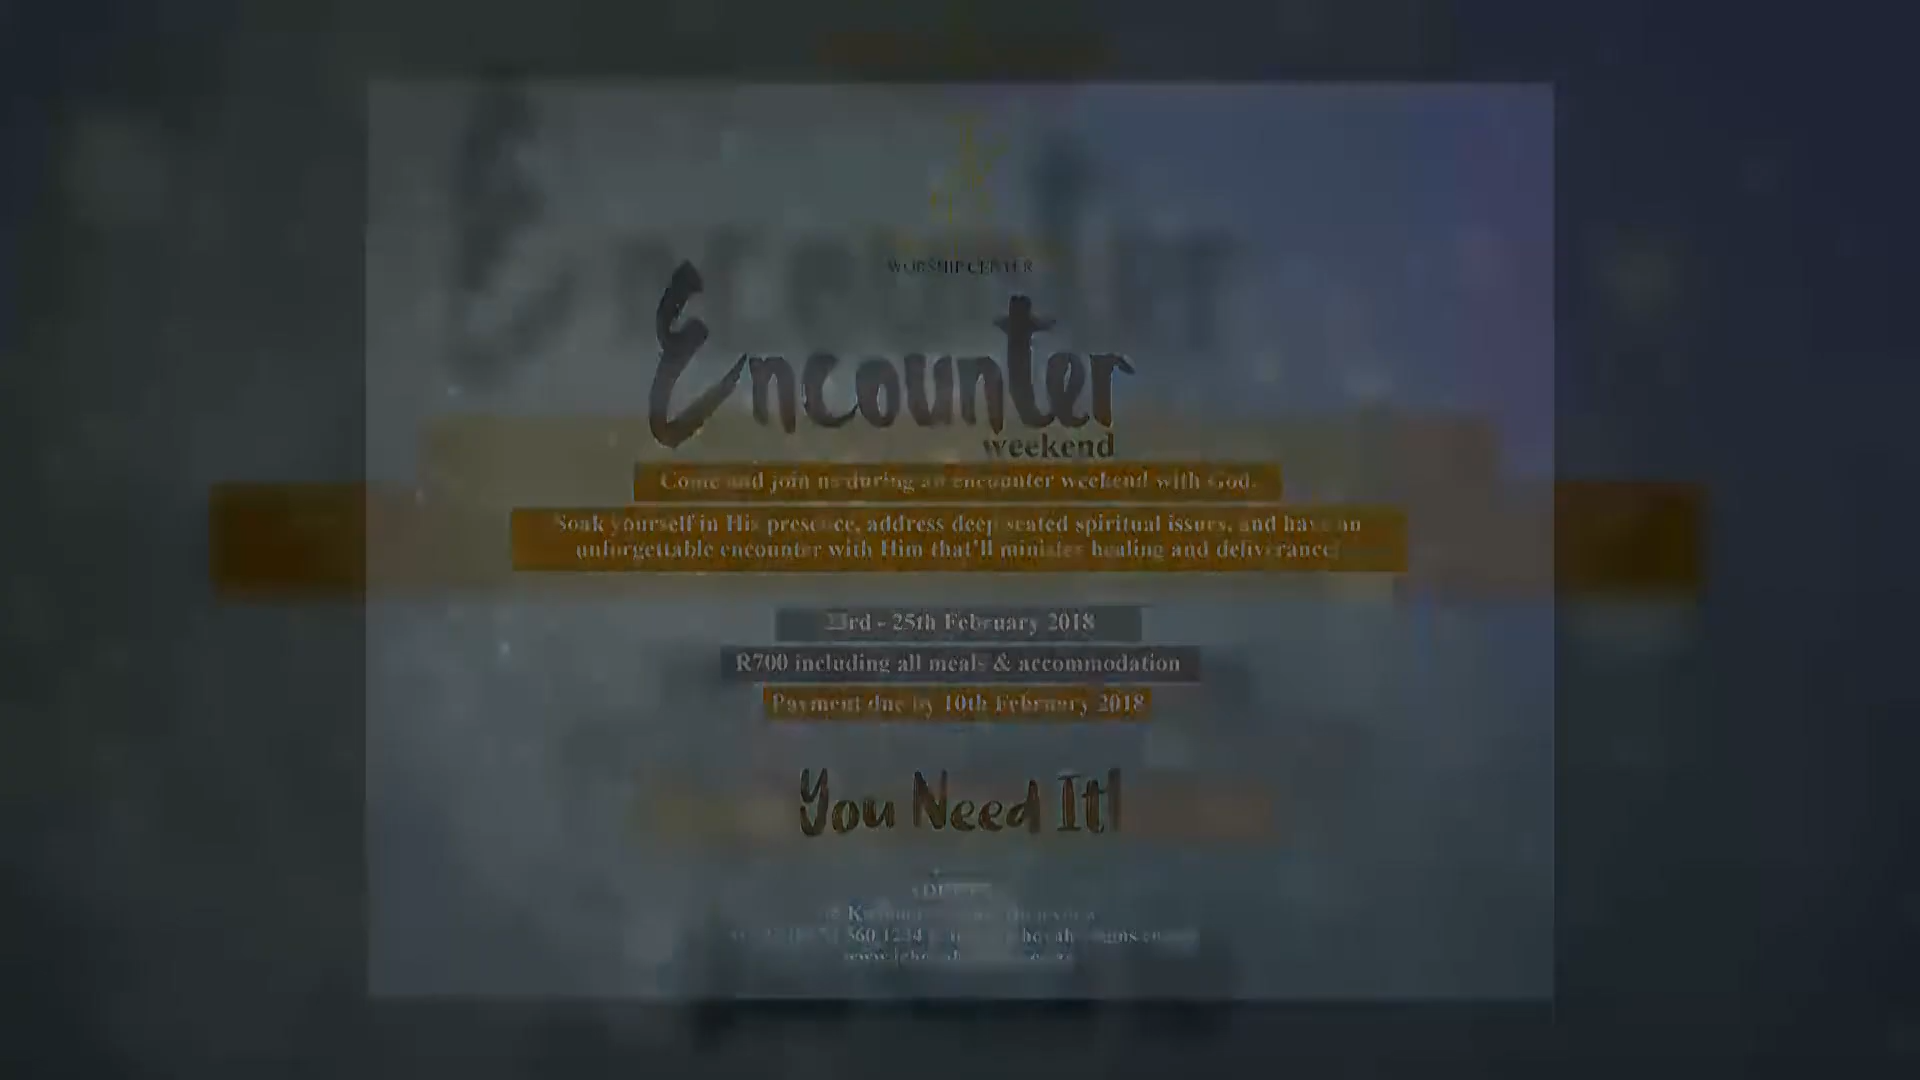 WORSHIP CENTER
Encounter
weekend
Come and join us during an encounter weekend with God.
Soak yourself in His presence, address deep seated spiritual issues, and have an
unforgettable encounter with Him that'll minister healing and deliverance!
23rd - 25th February 2018
R700 including all meals & accommodation
Payment due by 10th February 2018
You Need It!
560 1234